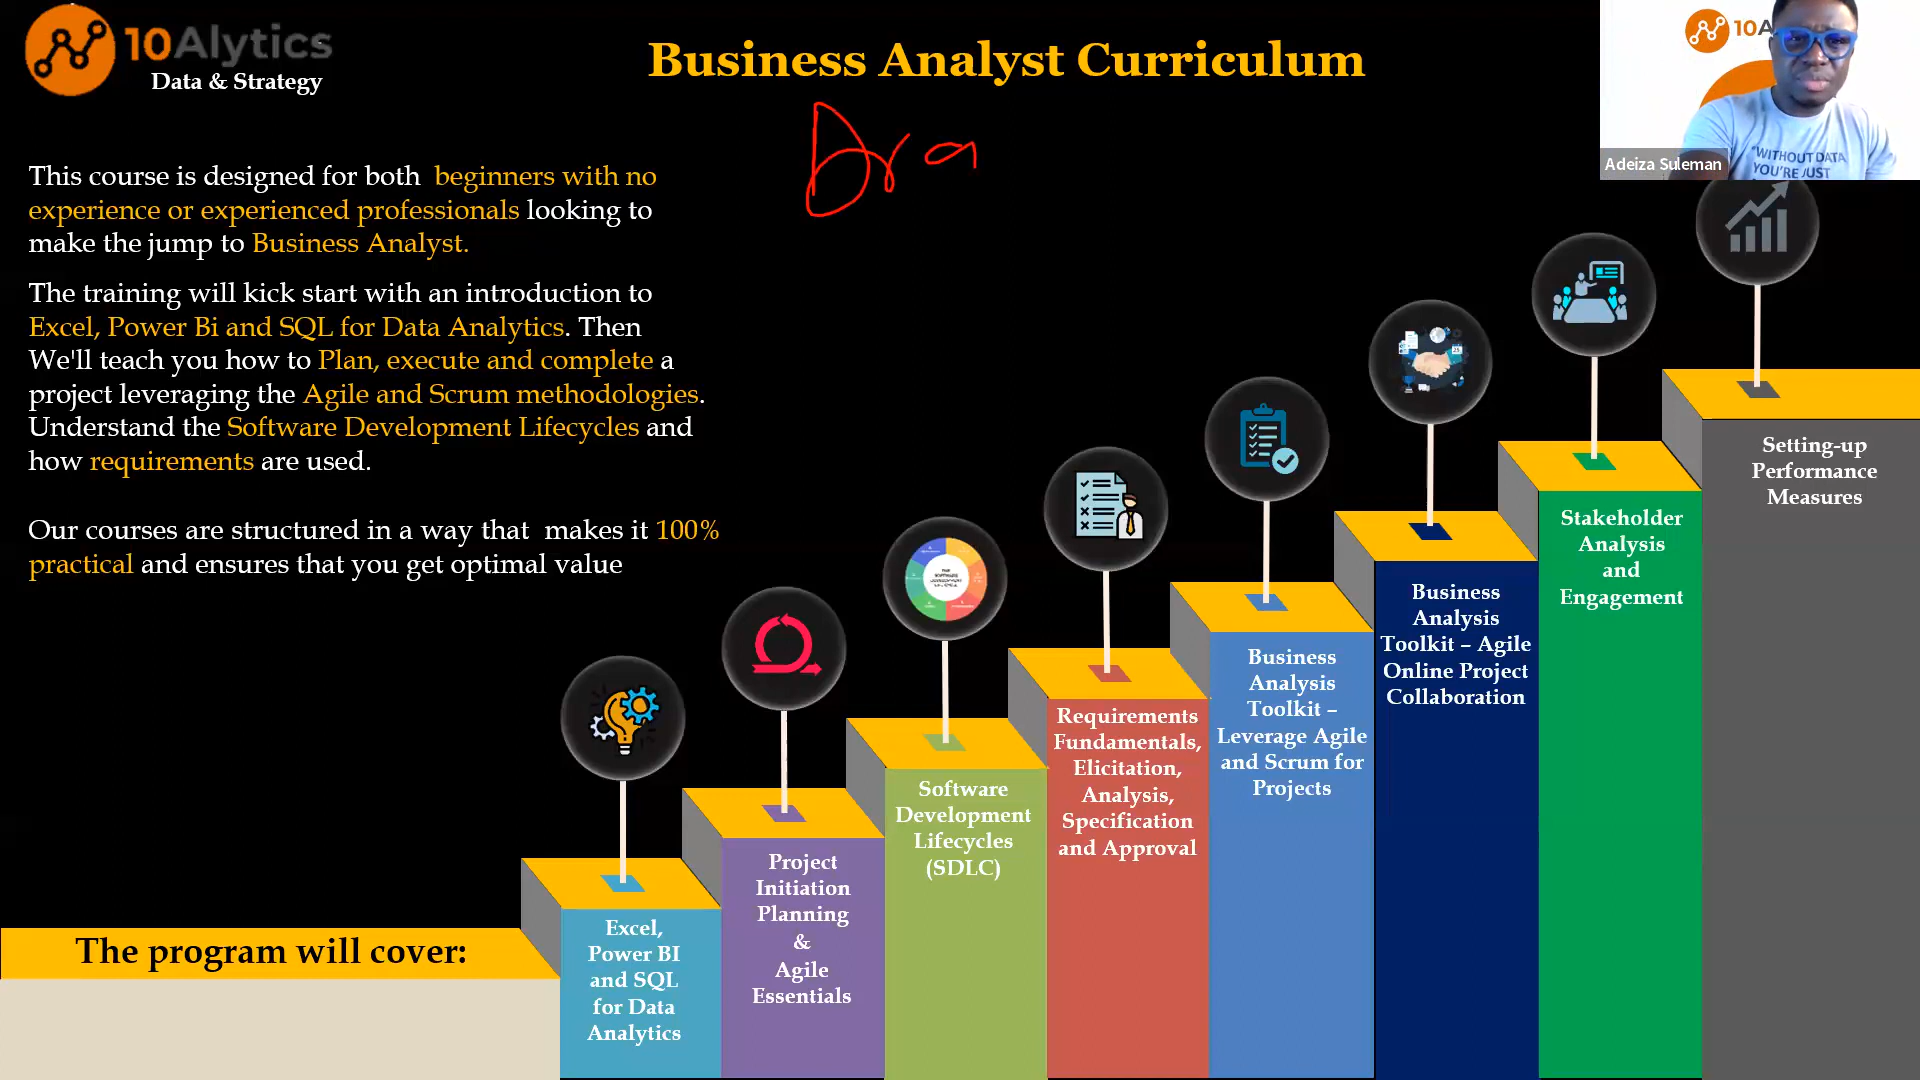 10Alytics
Data & Strategy
Business Analyst Curriculum
10A
Adeiza Suleman
"WITHOUT DATA
YOU'RE JUST
Dra
This course is designed for both beginners with no
experience or experienced professionals looking to
make the jump to Business Analyst.
The training will kick start with an introduction to
Excel, Power Bi and SQL for Data Analytics. Then
We'll teach you how to Plan, execute and complete a
project leveraging the Agile and Scrum methodologies.
Understand the Software Development Lifecycles and
how requirements are used.
Our courses are structured in a way that makes it 100%
practical and ensures that you get optimal value
The program will cover:
Excel,
Power BI
and SQL
for Data
Analytics
Project
Initiation
Planning
&
Agile
Essentials
Software
Development
Lifecycles
(SDLC)
Requirements
Fundamentals,
Elicitation,
Analysis,
Specification
and Approval
Business
Analysis
Toolkit –
Leverage Agile
and Scrum for
Projects
Business
Analysis
Toolkit – Agile
Online Project
Collaboration
Stakeholder
Analysis
and
Engagement
Setting-up
Performance
Measures